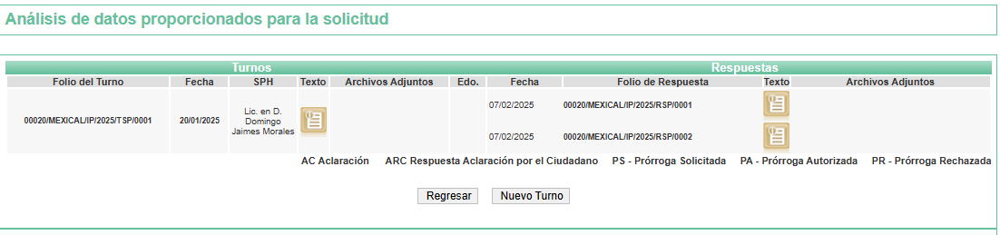 Análisis de datos proporcionados para la solicitud
Turnos Respuestas
Folio del Turno Fecha SPH Texto Archivos Adjuntos Edo. Fecha Folio de Respuesta Texto Archivos Adjuntos
00020/MEXICAL/IP/2025/TSP/0001 20/01/2025 Lic. en D.
Domingo
Jaimes Morales
07/02/2025 00020/MEXICAL/IP/2025/RSP/0001
07/02/2025 00020/MEXICAL/IP/2025/RSP/0002
AC Aclaración ARC Respuesta Aclaración por el Ciudadano PS - Prórroga Solicitada PA - Prórroga Autorizada PR - Prórroga Rechazada
Regresar Nuevo Turno